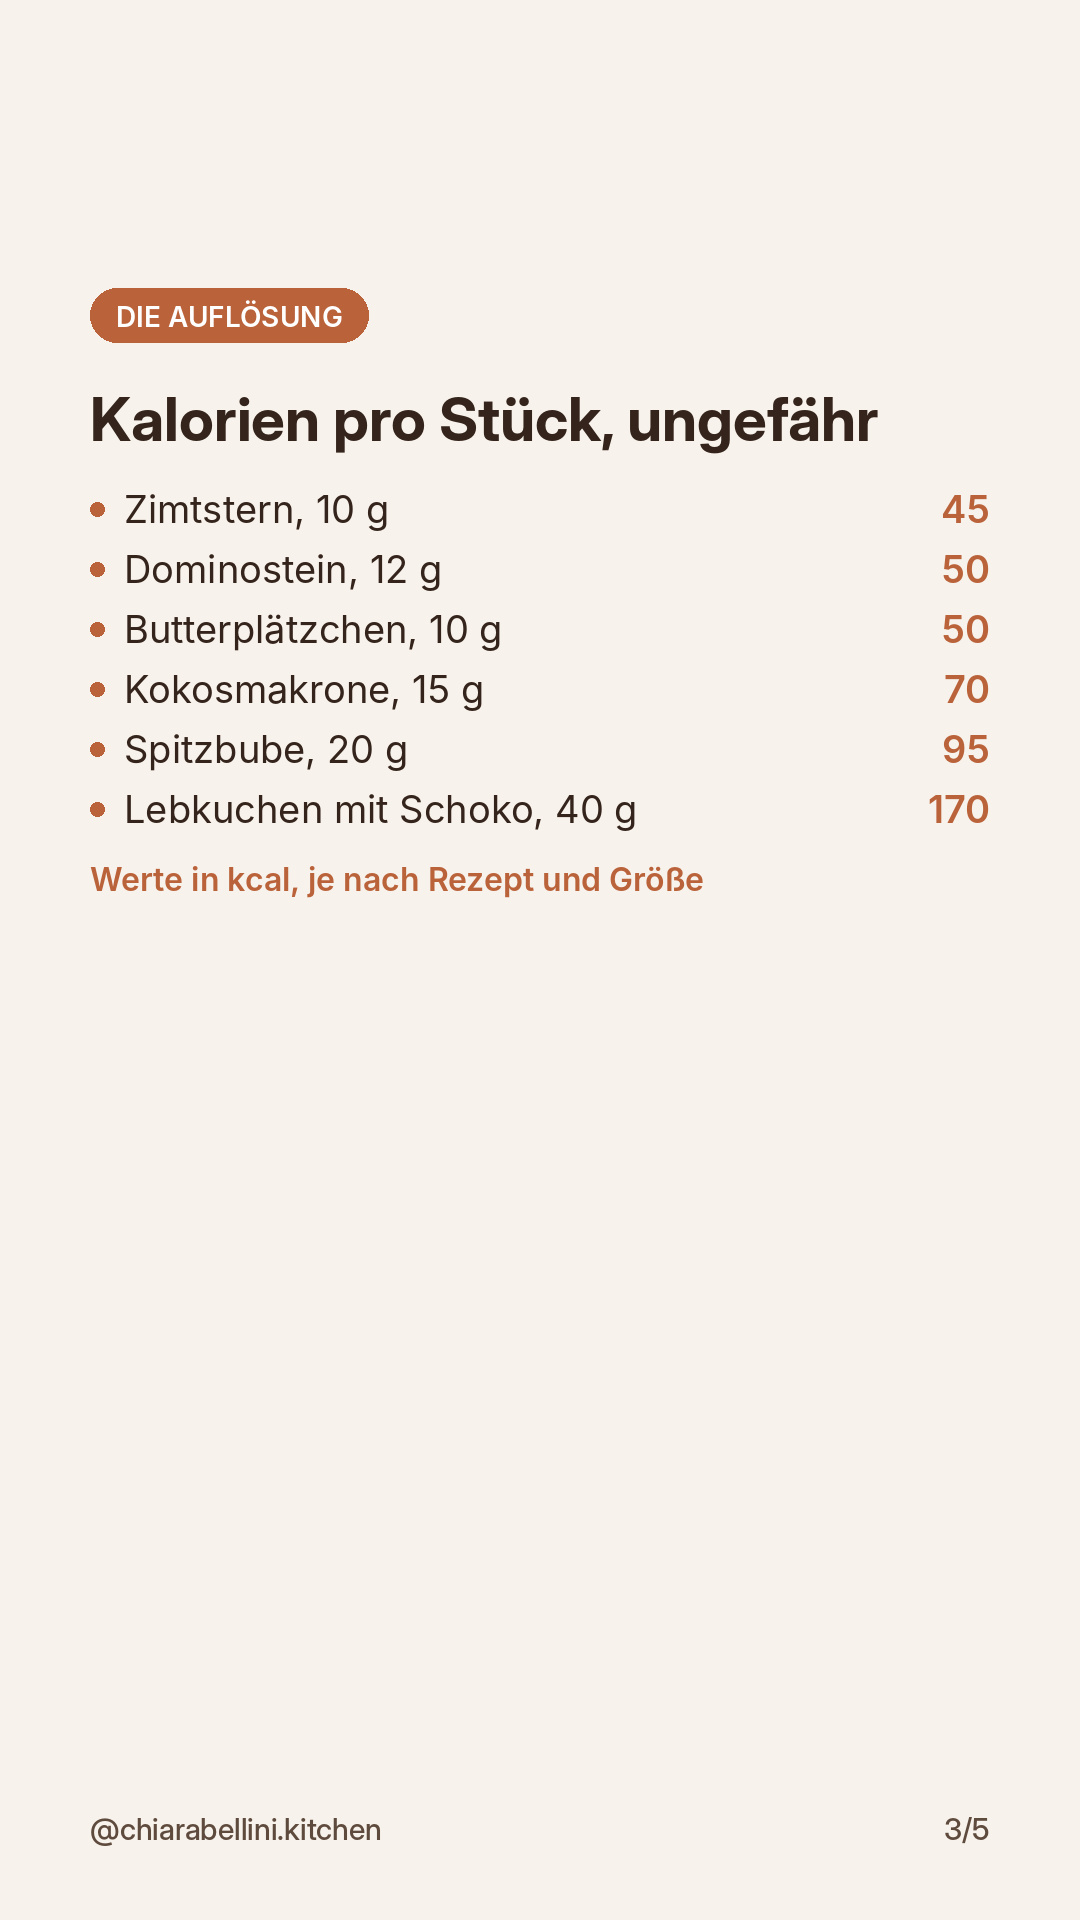 DIE AUFLÖSUNG
Kalorien pro Stück, ungefähr
Zimtstern, 10 g 45
Dominostein, 12 g 50
Butterplätzchen, 10 g 50
Kokosmakrone, 15 g 70
Spitzbube, 20 g 95
Lebkuchen mit Schoko, 40 g 170
Werte in kcal, je nach Rezept und Größe
@chiarabellini.kitchen 3/5